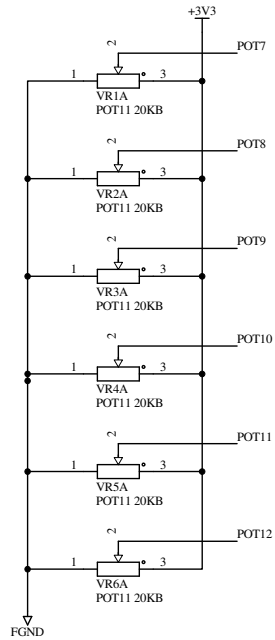 +3V3
POT7
2
1
3
VR1A
POT11 20KB
POT8
2
1
3
VR2A
POT11 20KB
POT9
2
1
3
VR3A
POT11 20KB
POT10
2
1
3
VR4A
POT11 20KB
POT11
2
1
3
VR5A
POT11 20KB
POT12
2
1
3
VR6A
POT11 20KB
FGND